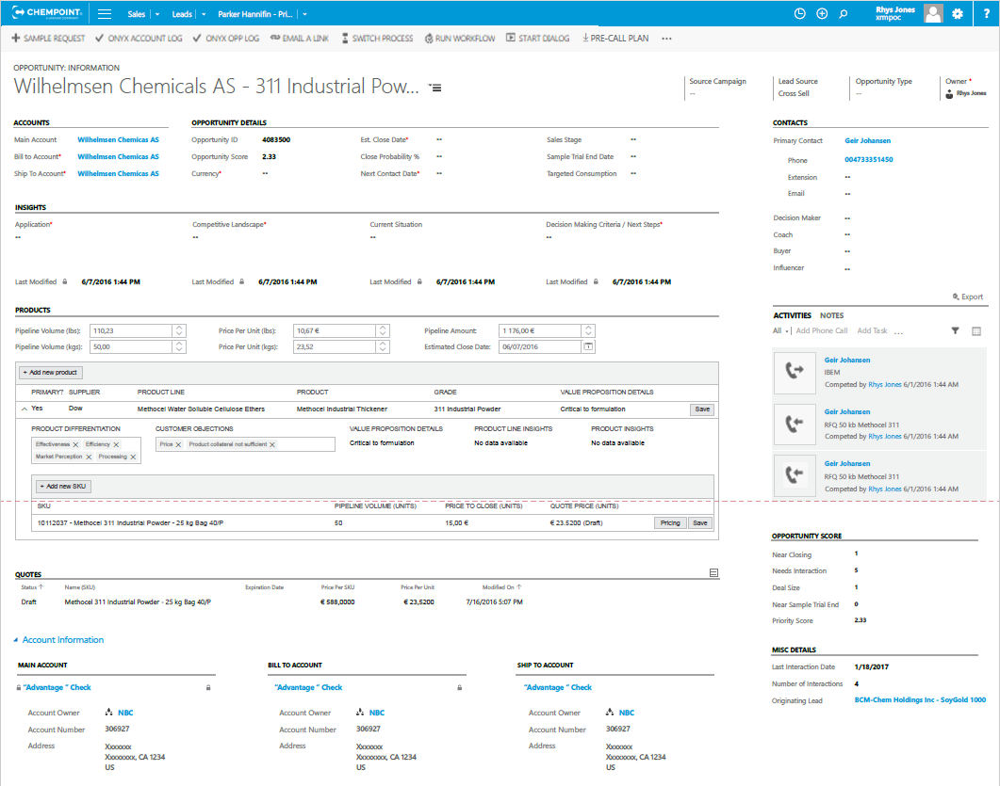 CHEMPOINT
Sales
Leads
Parker Hannifin - Pri...
Rhys Jones
xmpoc
?
SAMPLE REQUEST
ONYX ACCOUNT LOG
ONYX OPP LOG
EMAIL A LINK
SWITCH PROCESS
RUN WORKFLOW
START DIALOG
PRE-CALL PLAN
...
OPPORTUNITY: INFORMATION
Wilhelmsen Chemicals AS - 311 Industrial Pow...
Source Campaign
--
Lead Source
Cross Sell
Opportunity Type
--
Owner *
Rhys Jones
ACCOUNTS
Main Account Wilhelmsen Chemicas AS
Bill to Account* Wilhelmsen Chemicas AS
Ship To Account* Wilhelmsen Chemicas AS
OPPORTUNITY DETAILS
Opportunity ID 4083500 Est. Close Date* -- Sales Stage --
Opportunity Score 2.33 Close Probability % -- Sample Trial End Date --
Currency* -- Next Contact Date* -- Targeted Consumption --
CONTACTS
Primary Contact Geir Johansen
Phone 004733351450
Extension --
Email --
Decision Maker --
Coach --
Buyer --
Influencer --
Export
INSIGHTS
Application* Competitive Landscape* Current Situation Decision Making Criteria / Next Steps*
-- -- -- --
Last Modified 6/7/2016 1:44 PM Last Modified 6/7/2016 1:44 PM Last Modified 6/7/2016 1:44 PM Last Modified 6/7/2016 1:44 PM
PRODUCTS
Pipeline Volume (lbs): 110,23 Price Per Unit (lbs): 10,67 € Pipeline Amount: 1 176,00 €
Pipeline Volume (kgs): 50,00 Price Per Unit (kgs): 23,52 Estimated Close Date: 06/07/2016
+ Add new product
PRIMARY? SUPPLIER PRODUCT LINE PRODUCT GRADE VALUE PROPOSITION DETAILS
Yes Dow Methocel Water Solluble Cellulose Ethers Methocel Industrial Thickener 311 Industrial Powder Critical to formulation Save
PRODUCT DIFFERENTIATION CUSTOMER OBJECTIONS VALUE PROPOSITION DETAILS PRODUCT LINE INSIGHTS PRODUCT INSIGHTS
Effectiveness Efficiency Price Product collateral not sufficient Critical to formulation No data available No data available
Market Perception Processing
+ Add new SKU
SKU PIPELINE VOLUME (UNITS) PRICE TO CLOSE (UNITS) QUOTE PRICE (UNITS)
10112037 - Methocel 311 Industrial Powder - 25 kg Bag 40/P 50 15,00 € € 23.5200 (Draft) Pricing Save
ACTIVITIES NOTES
All Add Phone Call Add Task ...
Geir Johansen
IBEM
Competed by Rhys Jones 6/1/2016 1:44 AM
Geir Johansen
RFQ 50 kb Methocel 311
Competed by Rhys Jones 6/1/2016 1:44 AM
Geir Johansen
RFQ 50 kb Methocel 311
Competed by Rhys Jones 6/1/2016 1:44 AM
OPPORTUNITY SCORE
Near Closing 1
Needs Interaction 5
Deal Size 1
Near Sample Trial End 0
Priority Score 2.33
QUOTES
Status ↑ Name (SKU) Expiration Date Price Per SKU Price Per Unit Modified On ↑
Draft Methocel 311 Industrial Powder - 25 kg Bag 40/P € 588,0000 € 23,5200 7/16/2016 5:07 PM
MISC DETAILS
Last Interaction Date 1/18/2017
Number of Interactions 4
Originating Lead BCM-Chem Holdings Inc - SoyGold 1000
Account Information
MAIN ACCOUNT
"Advantage " Check
Account Owner NBC
Account Number 306927
Address Xxxxxxx
Xxxxxxxx, CA 1234
US
BILL TO ACCOUNT
"Advantage " Check
Account Owner NBC
Account Number 306927
Address Xxxxxxx
Xxxxxxxx, CA 1234
US
SHIP TO ACCOUNT
"Advantage " Check
Account Owner NBC
Account Number 306927
Address Xxxxxxx
Xxxxxxxx, CA 1234
US